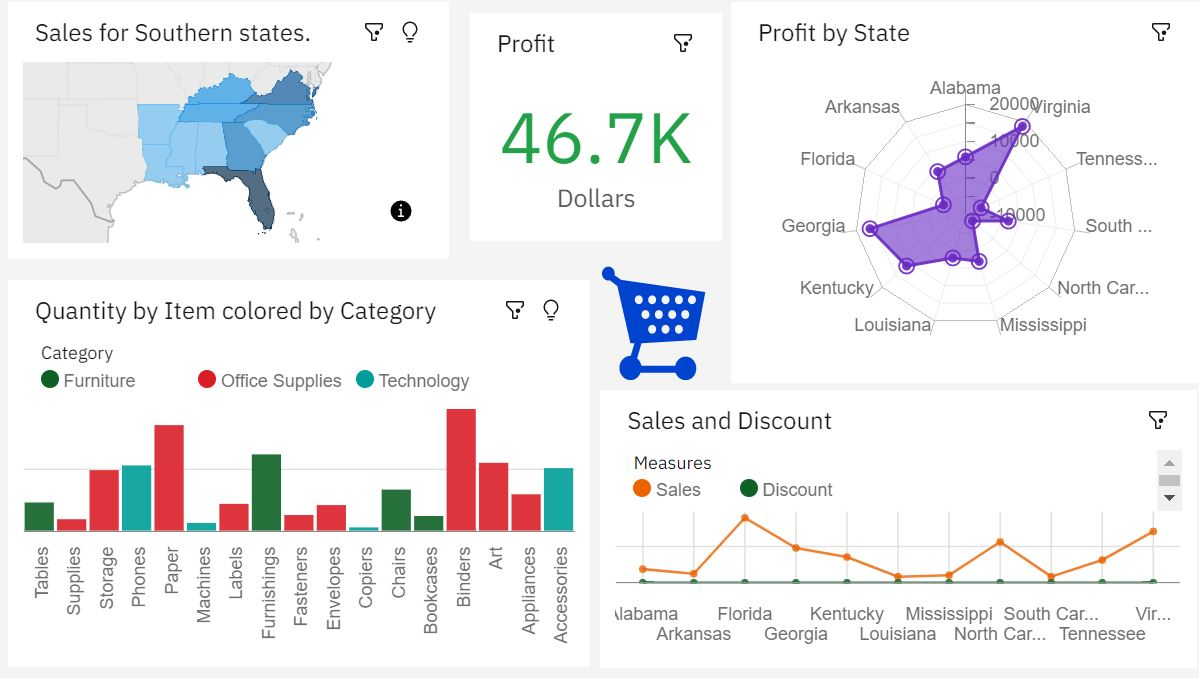 Sales for Southern states.
Profit
46.7K
Dollars
Profit by State
Alabama
20000
Virginia
Arkansas
10000
Florida
Tenness...
0
Georgia
-10000
South ...
Kentucky
North Car...
Louisiana
Mississippi
Quantity by Item colored by Category
Category
Furniture
Office Supplies
Technology
Tables
Supplies
Storage
Phones
Paper
Machines
Labels
Furnishings
Fasteners
Envelopes
Copiers
Chairs
Bookcases
Binders
Art
Appliances
Accessories
Sales and Discount
Measures
Sales
Discount
labama
Florida
Kentucky
Mississippi
South Car...
Vir...
Arkansas
Georgia
Louisiana
North Car...
Tennessee